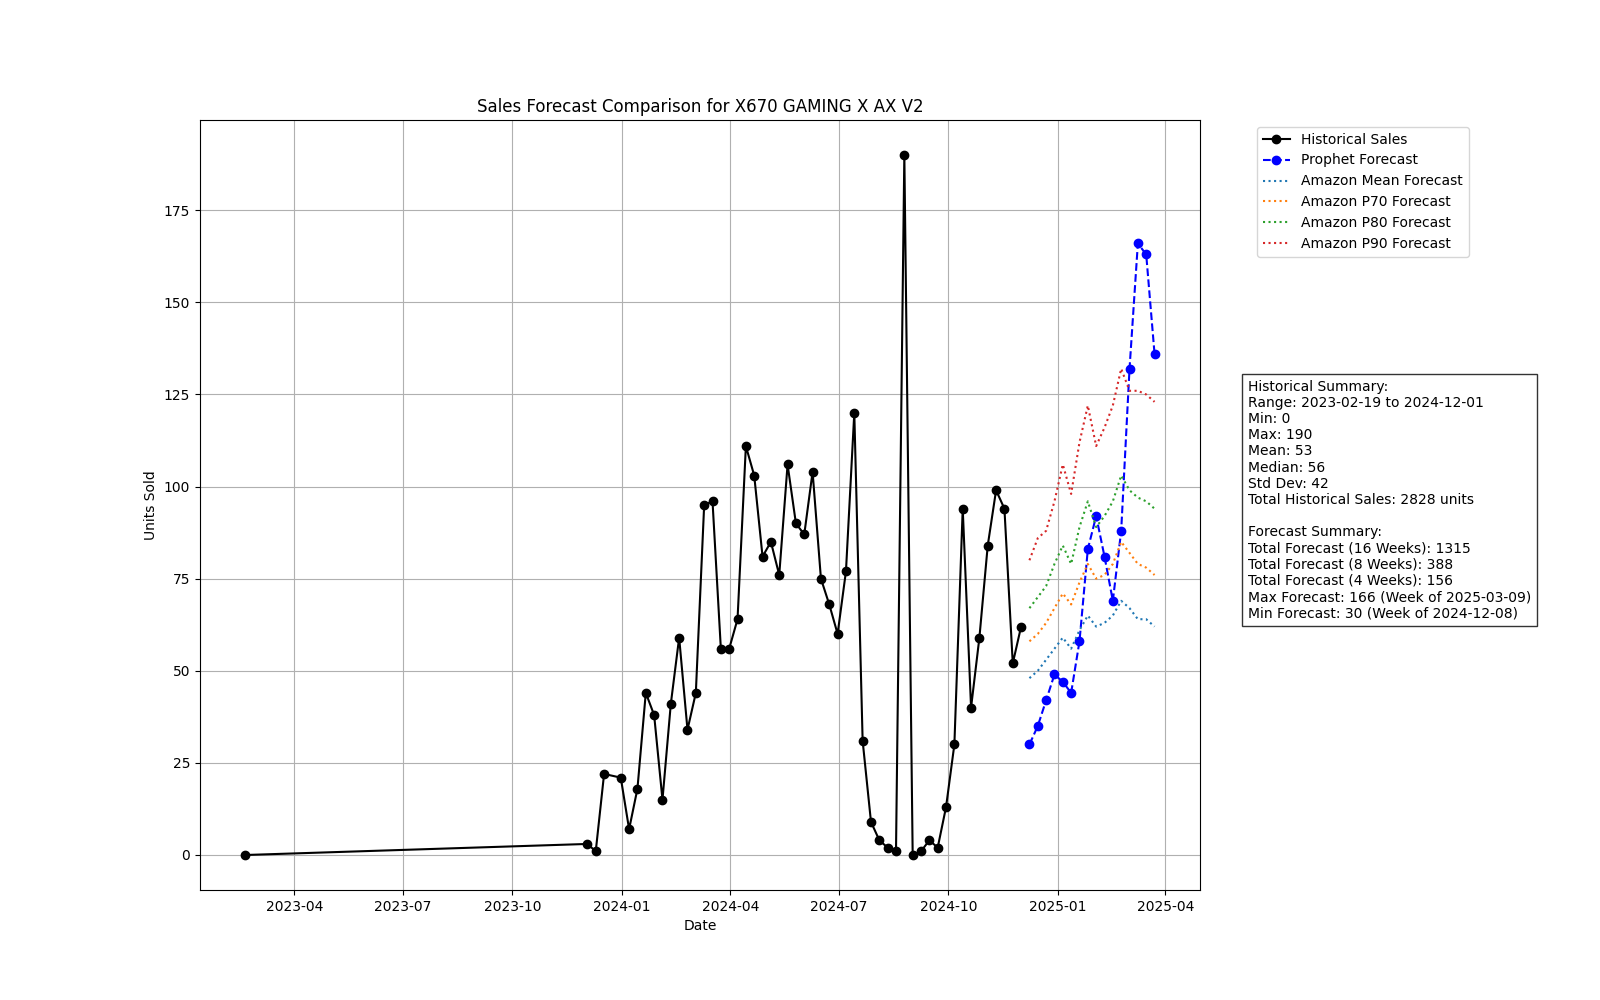 Sales Forecast Comparison for X670 GAMING X AX V2
Historical Sales
Prophet Forecast
Amazon Mean Forecast
Amazon P70 Forecast
Amazon P80 Forecast
Amazon P90 Forecast
Units Sold
175
150
125
100
75
50
25
0
2023-04
2023-07
2023-10
2024-01
2024-04
2024-07
2024-10
2025-01
2025-04
Date
Historical Summary:
Range: 2023-02-19 to 2024-12-01
Min: 0
Max: 190
Mean: 53
Median: 56
Std Dev: 42
Total Historical Sales: 2828 units
Forecast Summary:
Total Forecast (16 Weeks): 1315
Total Forecast (8 Weeks): 388
Total Forecast (4 Weeks): 156
Max Forecast: 166 (Week of 2025-03-09)
Min Forecast: 30 (Week of 2024-12-08)